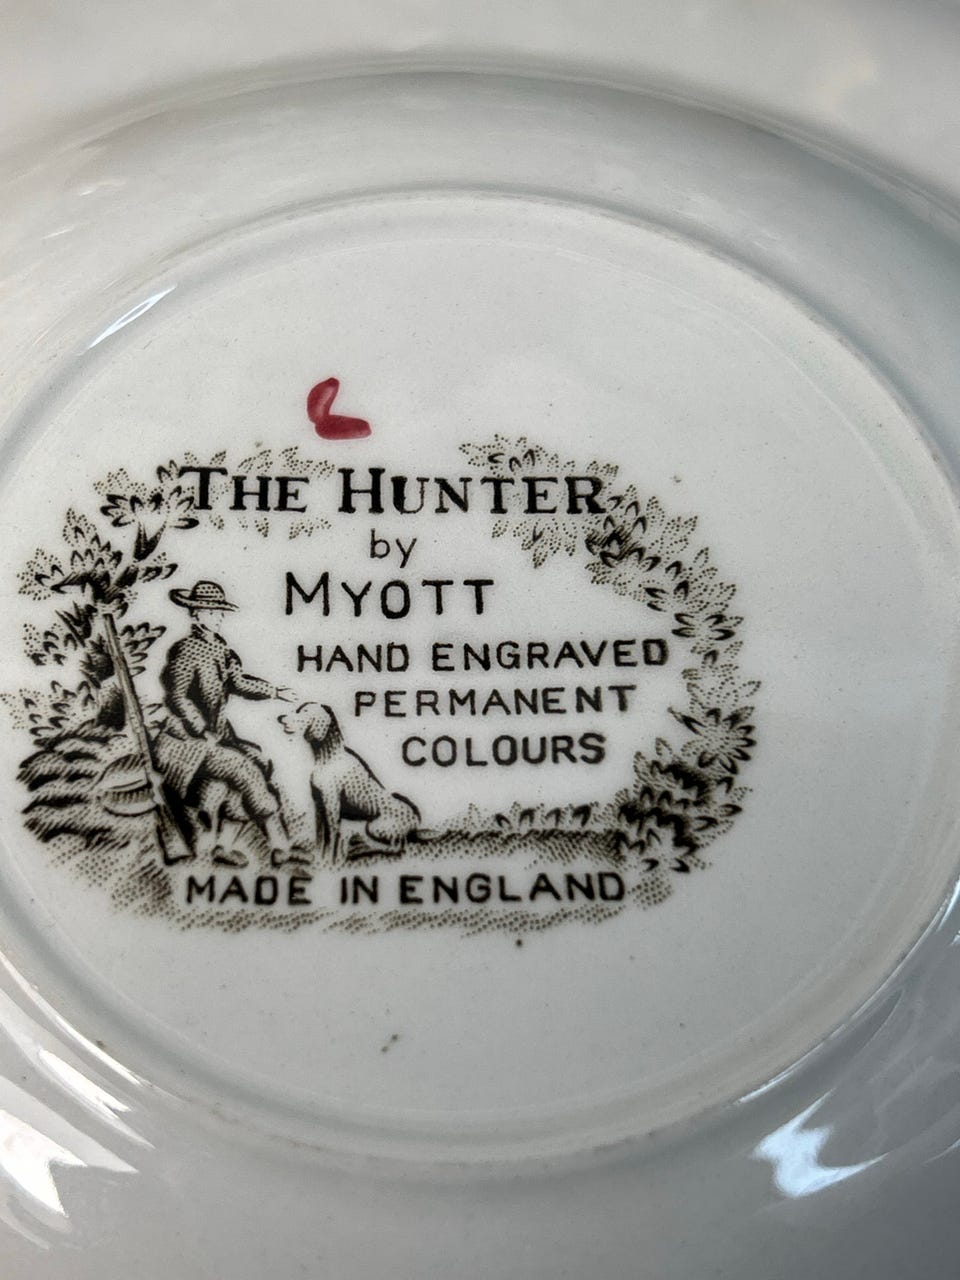 THE HUNTER
by
MYOTT
HAND ENGRAVED
PERMANENT
COLOURS
MADE IN ENGLAND